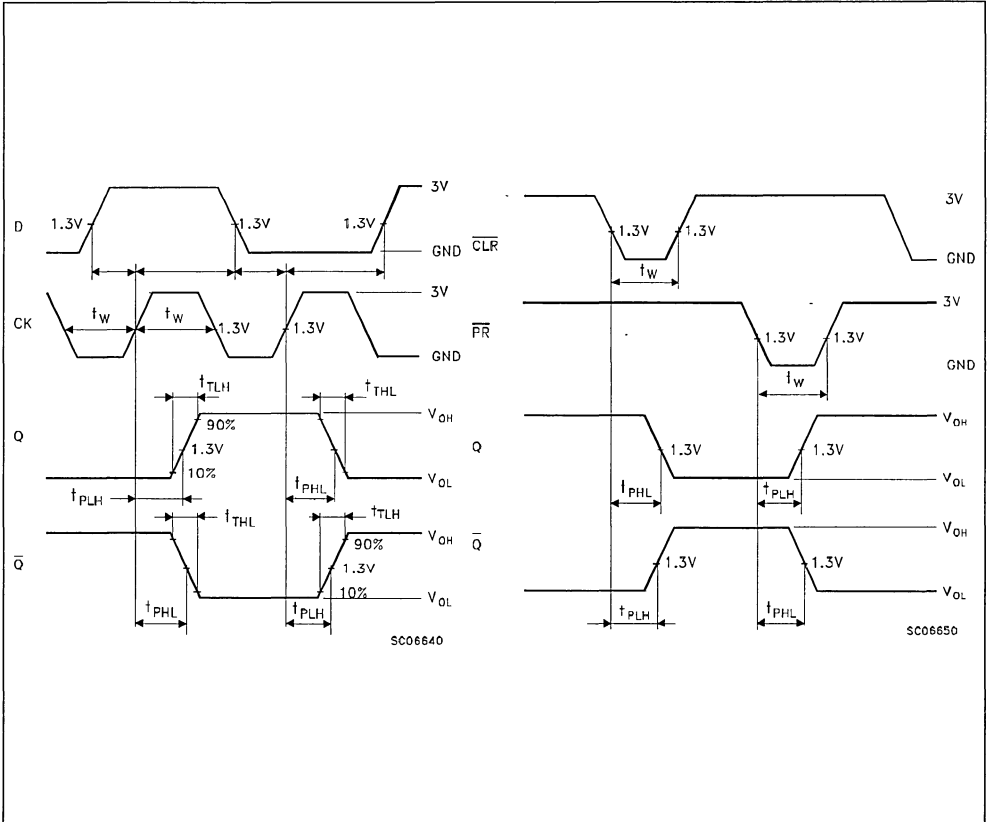 3V
D 1.3V 1.3V 1.3V
GND
3V
CK tW tW 1.3V 1.3V
GND
tTLH tTHL
VOH
90%
Q 1.3V
10%
VOL
tPLH tPHL
tTHL tTLH
VOH
90%
Q̅ 1.3V
10%
VOL
tPHL tPLH
SC06640
3V
1.3V 1.3V
C̅L̅R̅
GND
tW
3V
P̅R̅ 1.3V 1.3V
GND
tW
VOH
Q 1.3V 1.3V
VOL
tPHL tPLH
VOH
Q̅ 1.3V 1.3V
VOL
tPLH tPHL
SC06650